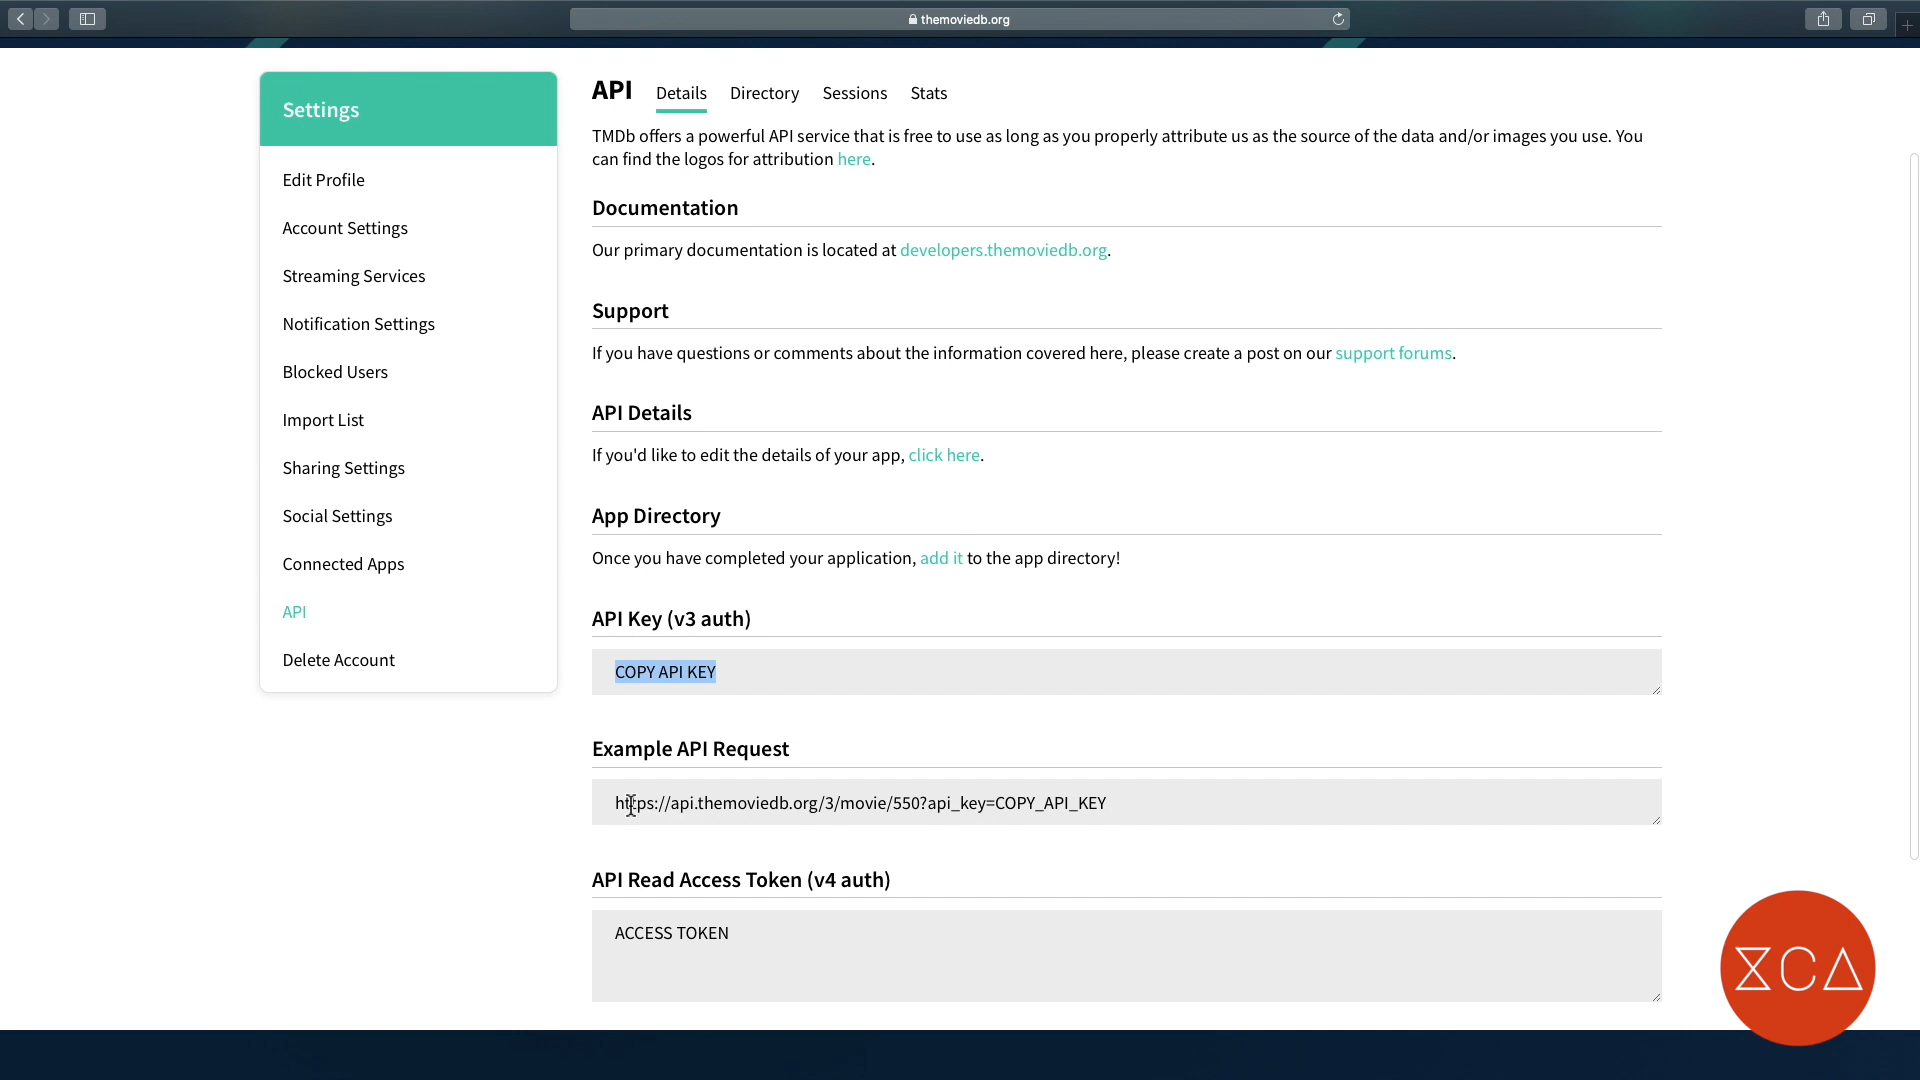 themoviedb.org
Settings
Edit Profile
Account Settings
Streaming Services
Notification Settings
Blocked Users
Import List
Sharing Settings
Social Settings
Connected Apps
API
Delete Account
API Details Directory Sessions Stats
TMDb offers a powerful API service that is free to use as long as you properly attribute us as the source of the data and/or images you use. You
can find the logos for attribution here.
Documentation
Our primary documentation is located at developers.themoviedb.org.
Support
If you have questions or comments about the information covered here, please create a post on our support forums.
API Details
If you'd like to edit the details of your app, click here.
App Directory
Once you have completed your application, add it to the app directory!
API Key (v3 auth)
COPY API KEY
Example API Request
https://api.themoviedb.org/3/movie/550?api_key=COPY_API_KEY
API Read Access Token (v4 auth)
ACCESS TOKEN
XCA